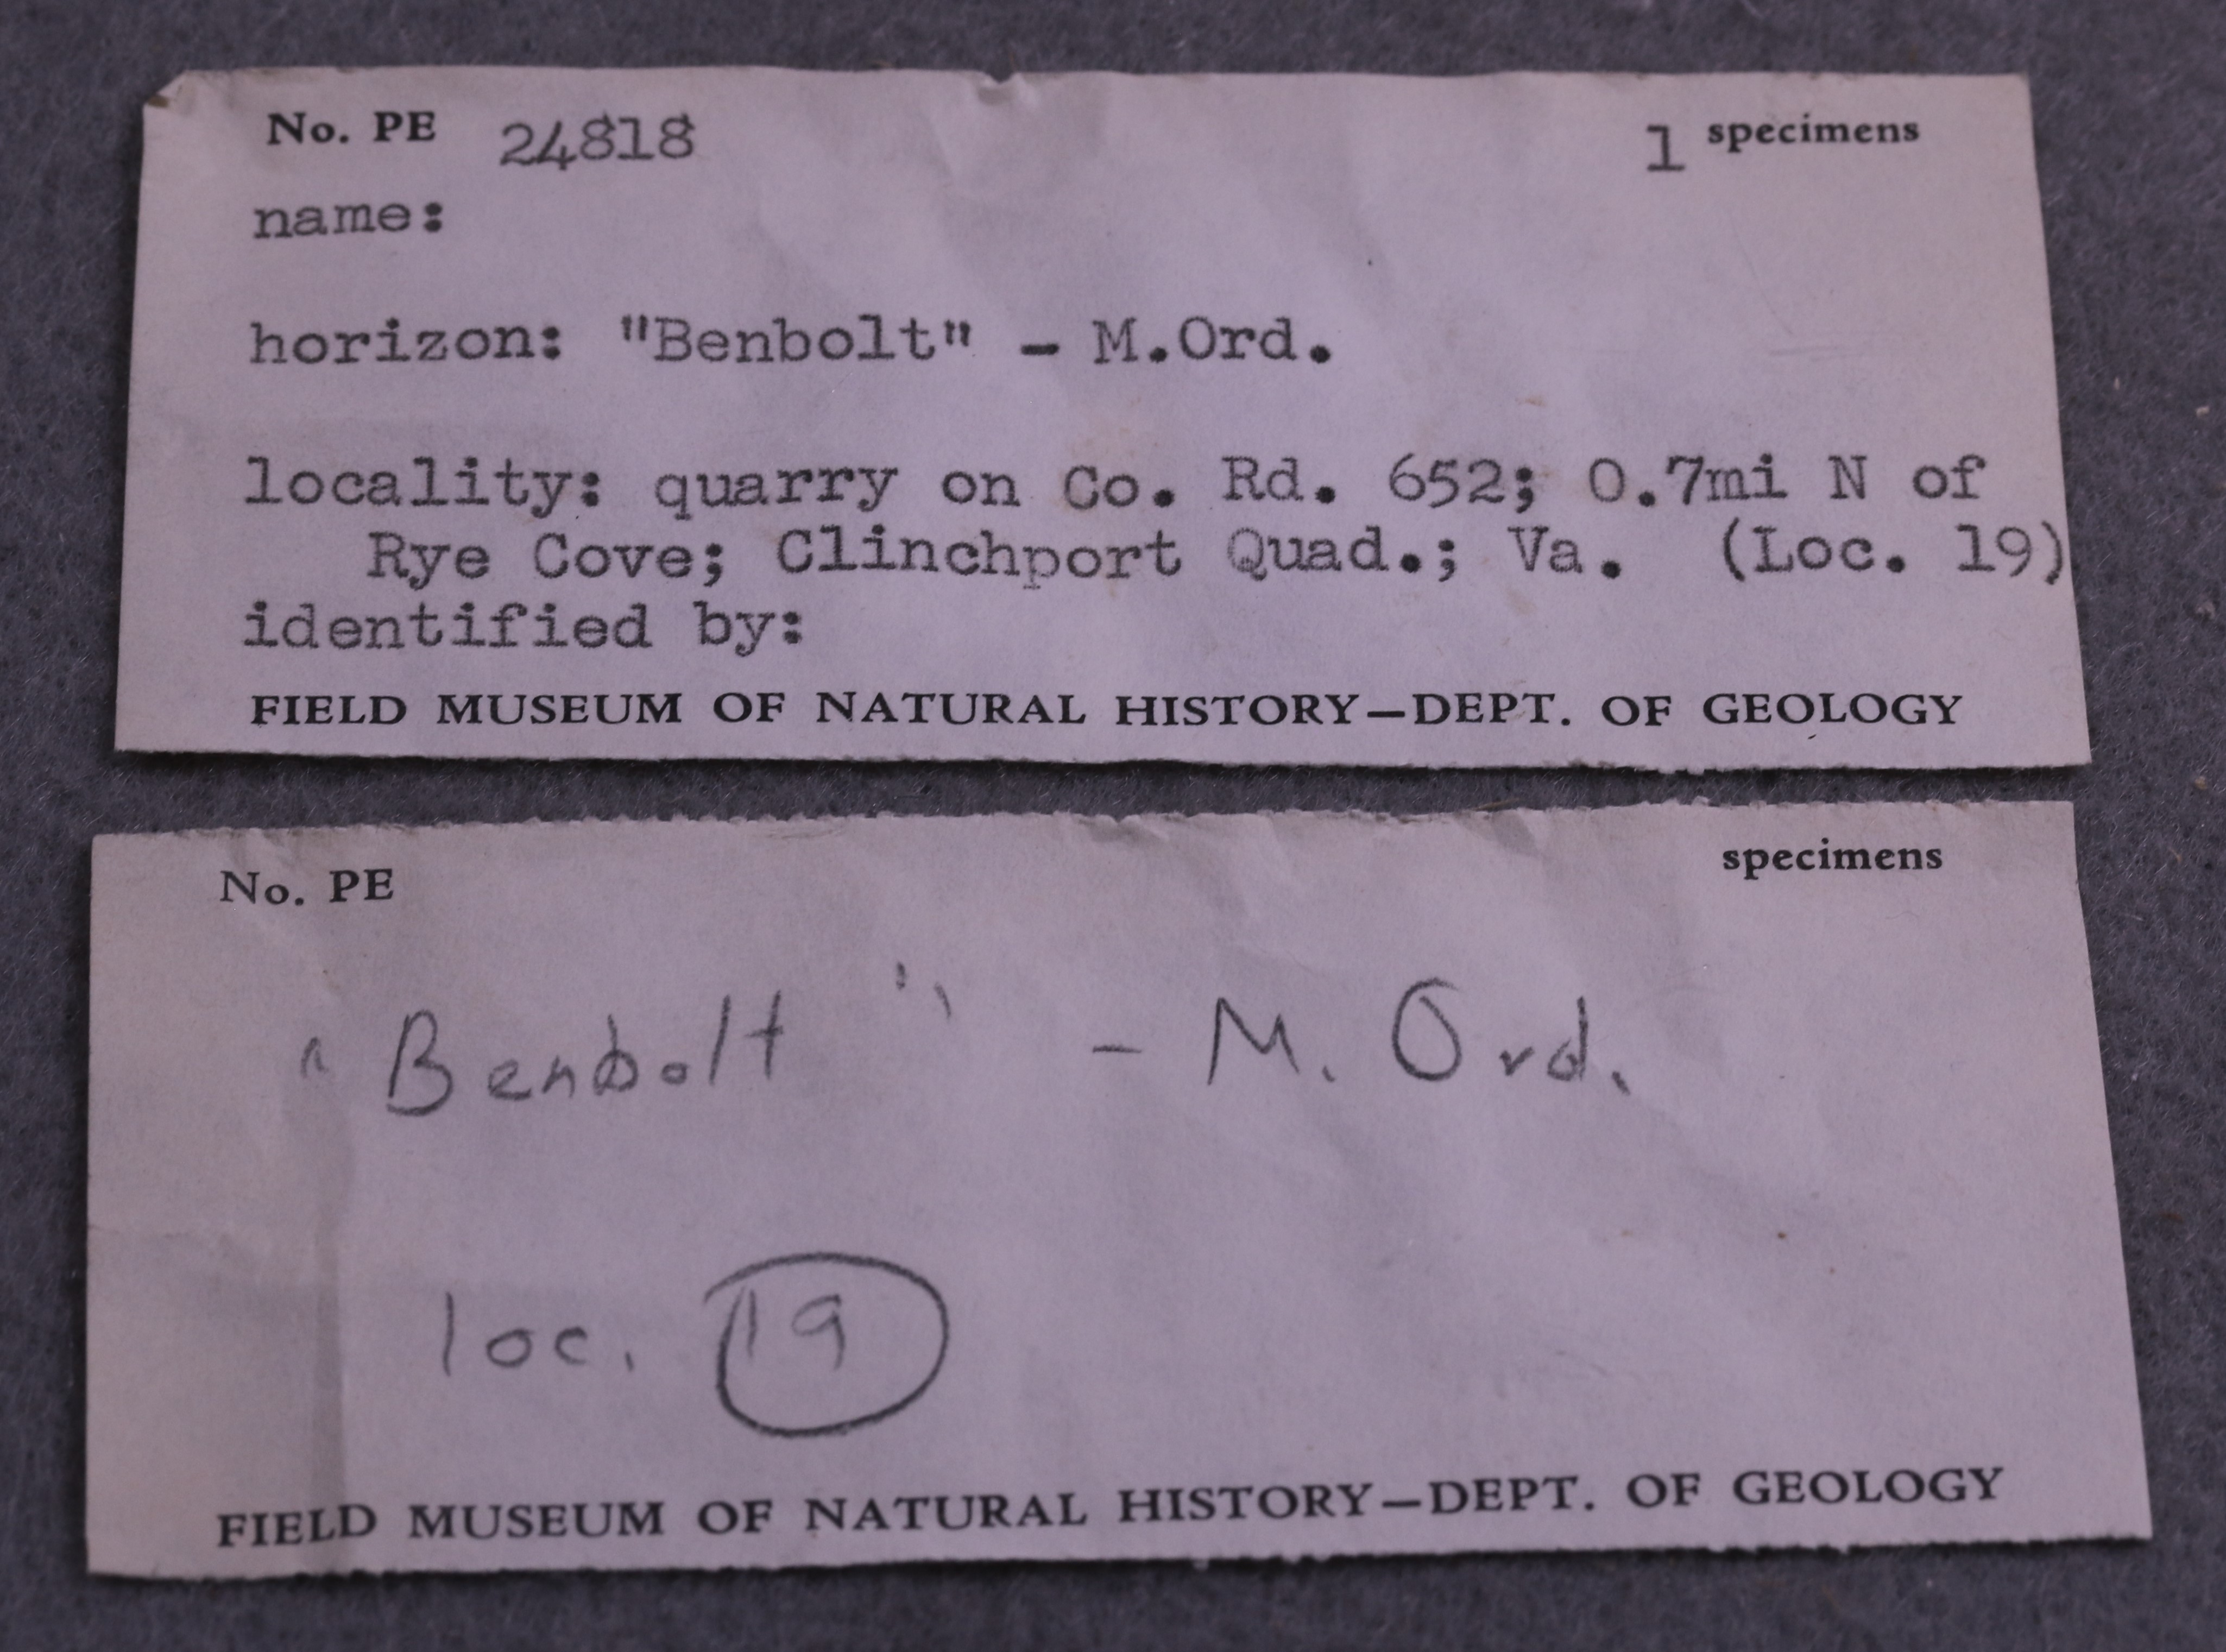 No. PE 24818 1 specimens
name:
horizon: "Benbolt" - M.Ord.
locality: quarry on Co. Rd. 652; 0.7mi N of
Rye Cove; Clinchport Quad.; Va. (Loc. 19)
identified by:
FIELD MUSEUM OF NATURAL HISTORY—DEPT. OF GEOLOGY
No. PE specimens
"Benbolt" - M. Ord.
loc. 19
FIELD MUSEUM OF NATURAL HISTORY—DEPT. OF GEOLOGY